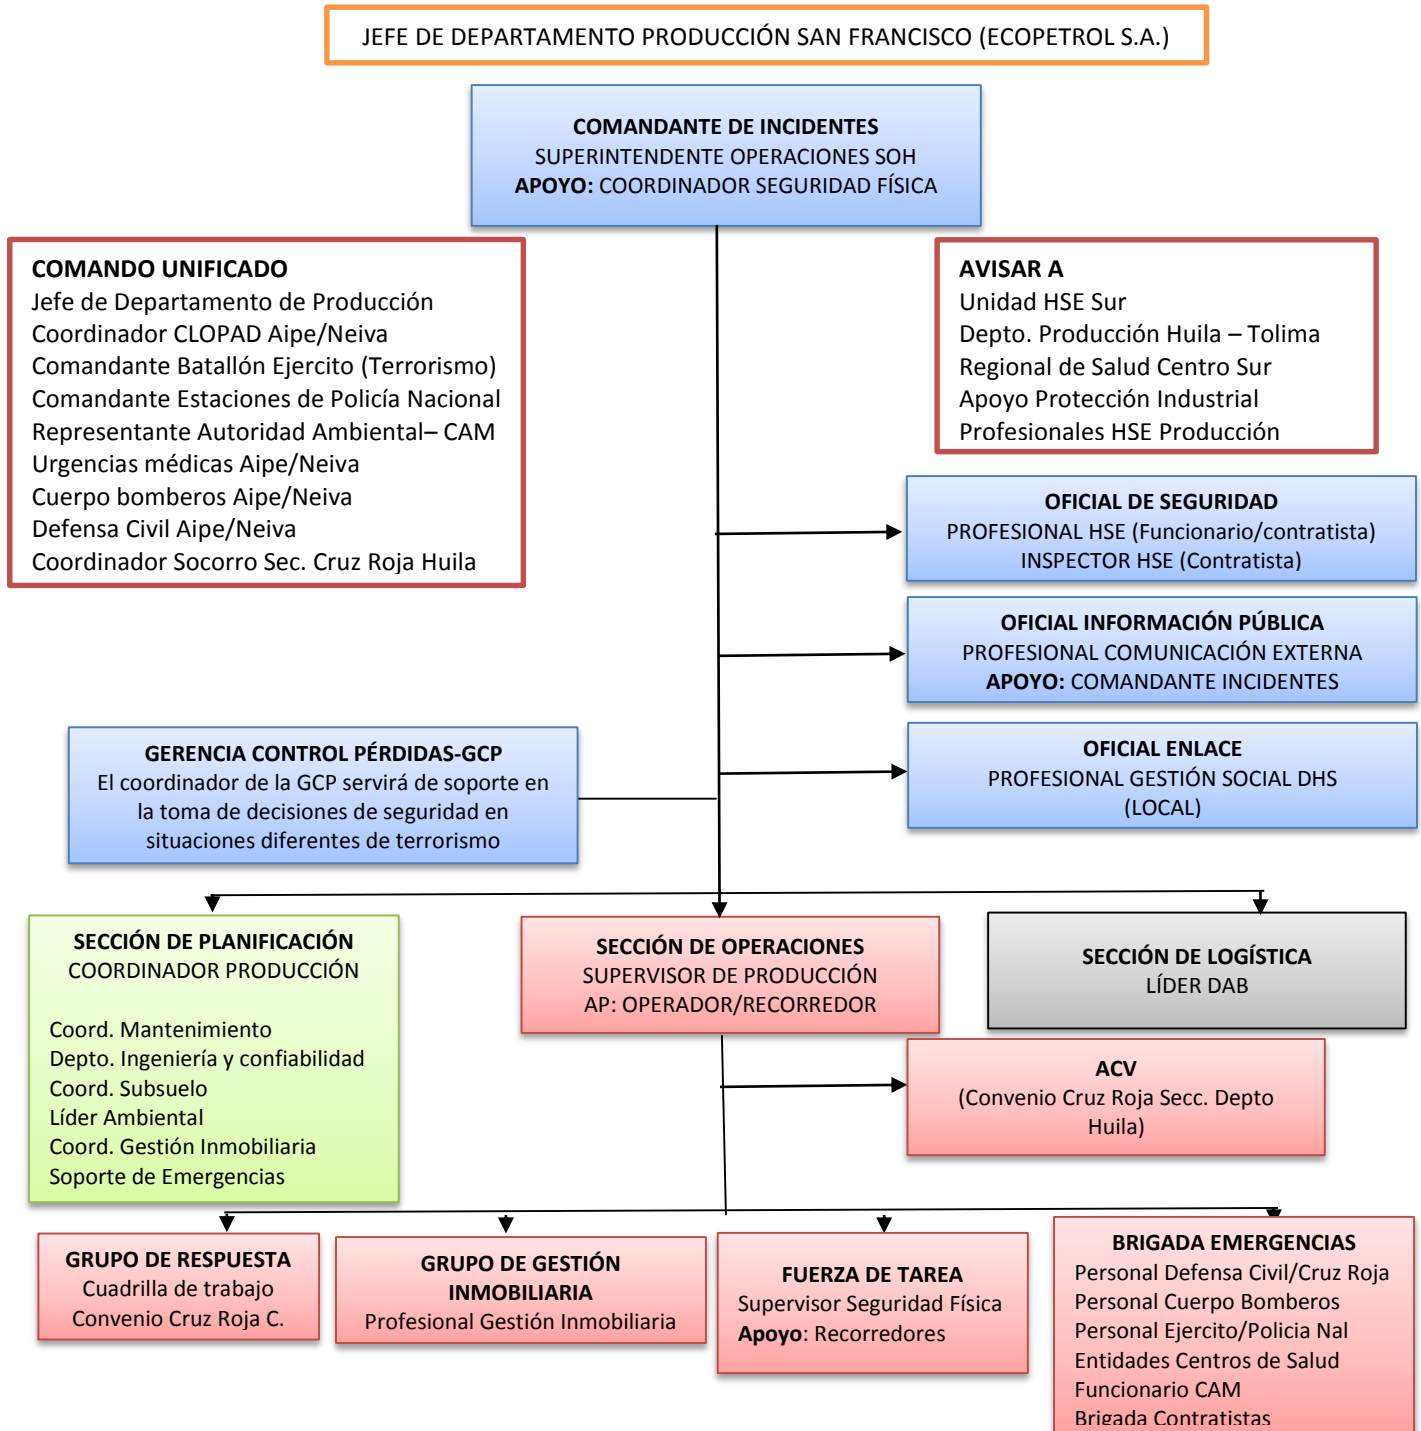 JEFE DE DEPARTAMENTO PRODUCCIÓN SAN FRANCISCO (ECOPETROL S.A.)
COMANDANTE DE INCIDENTES
SUPERINTENDENTE OPERACIONES SOH
APOYO: COORDINADOR SEGURIDAD FÍSICA
COMANDO UNIFICADO
Jefe de Departamento de Producción
Coordinador CLOPAD Aipe/Neiva
Comandante Batallón Ejercito (Terrorismo)
Comandante Estaciones de Policía Nacional
Representante Autoridad Ambiental– CAM
Urgencias médicas Aipe/Neiva
Cuerpo bomberos Aipe/Neiva
Defensa Civil Aipe/Neiva
Coordinador Socorro Sec. Cruz Roja Huila
AVISAR A
Unidad HSE Sur
Depto. Producción Huila – Tolima
Regional de Salud Centro Sur
Apoyo Protección Industrial
Profesionales HSE Producción
OFICIAL DE SEGURIDAD
PROFESIONAL HSE (Funcionario/contratista)
INSPECTOR HSE (Contratista)
OFICIAL INFORMACIÓN PÚBLICA
PROFESIONAL COMUNICACIÓN EXTERNA
APOYO: COMANDANTE INCIDENTES
GERENCIA CONTROL PÉRDIDAS-GCP
El coordinador de la GCP servirá de soporte en
la toma de decisiones de seguridad en
situaciones diferentes de terrorismo
OFICIAL ENLACE
PROFESIONAL GESTIÓN SOCIAL DHS
(LOCAL)
SECCIÓN DE PLANIFICACIÓN
COORDINADOR PRODUCCIÓN
Coord. Mantenimiento
Depto. Ingeniería y confiabilidad
Coord. Subsuelo
Líder Ambiental
Coord. Gestión Inmobiliaria
Soporte de Emergencias
SECCIÓN DE OPERACIONES
SUPERVISOR DE PRODUCCIÓN
AP: OPERADOR/RECORREDOR
SECCIÓN DE LOGÍSTICA
LÍDER DAB
ACV
(Convenio Cruz Roja Secc. Depto
Huila)
GRUPO DE RESPUESTA
Cuadrilla de trabajo
Convenio Cruz Roja C.
GRUPO DE GESTIÓN
INMOBILIARIA
Profesional Gestión Inmobiliaria
FUERZA DE TAREA
Supervisor Seguridad Física
Apoyo: Recorredores
BRIGADA EMERGENCIAS
Personal Defensa Civil/Cruz Roja
Personal Cuerpo Bomberos
Personal Ejercito/Policia Nal
Entidades Centros de Salud
Funcionario CAM
Brigada Contratistas